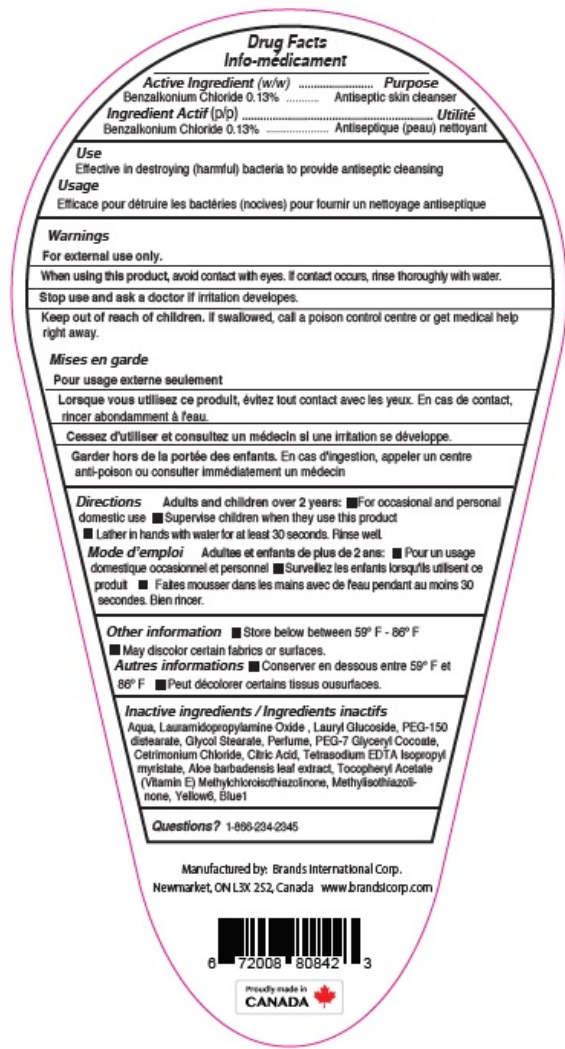 Drug Facts
Info-médicament
Active Ingredient (w/w) ........................ Purpose
Benzalkonium Chloride 0.13% ........... Antiseptic skin cleanser
Ingredient Actif (p/p) ................................................................ Utilité
Benzalkonium Chloride 0.13% ..................... Antiseptique (peau) nettoyant
Use
Effective in destroying (harmful) bacteria to provide antiseptic cleansing
Usage
Efficace pour détruire les bactéries (nocives) pour fournir un nettoyage antiseptique
Warnings
For external use only.
When using this product, avoid contact with eyes. If contact occurs, rinse thoroughly with water.
Stop use and ask a doctor if irritation developes.
Keep out of reach of children. If swallowed, call a poison control centre or get medical help
right away.
Mises en garde
Pour usage externe seulement
Lorsque vous utilisez ce produit, évitez tout contact avec les yeux. En cas de contact,
rincer abondamment à l'eau.
Cessez d'utiliser et consultez un médecin si une irritation se développe.
Garder hors de la portée des enfants. En cas d'ingestion, appeler un centre
anti-poison ou consulter immédiatement un médecin
Directions Adults and children over 2 years: ■ For occasional and personal
domestic use ■ Supervise children when they use this product
■ Lather in hands with water for at least 30 seconds. Rinse well.
Mode d'emploi Adultes et enfants de plus de 2 ans: ■ Pour un usage
domestique occasionnel et personnel ■ Surveillez les enfants lorsqu'ils utilisent ce
produit ■ Faites mousser dans les mains avec de l'eau pendant au moins 30
secondes. Bien rincer.
Other information ■ Store below between 59º F - 86º F
■ May discolor certain fabrics or surfaces.
Autres informations ■ Conserver en dessous entre 59º F et
86º F ■ Peut décolorer certains tissus ousurfaces.
Inactive ingredients / Ingredients inactifs
Aqua, Lauramidopropylamine Oxide , Lauryl Glucoside, PEG-150
distearate, Glycol Stearate, Perfume, PEG-7 Glyceryl Cocoate,
Cetrimonium Chloride, Citric Acid, Tetrasodium EDTA Isopropyl
myristate, Aloe barbadensis leaf extract, Tocopheryl Acetate
(Vitamin E) Methylchloroisothiazolinone, Methylisothiazoli-
none, Yellow6, Blue1
Questions? 1-866-234-2345
Manufactured by: Brands International Corp.
Newmarket, ON L3X 2S2, Canada www.brandsicorp.com
6 72008 80842 3
Proudly made in
CANADA